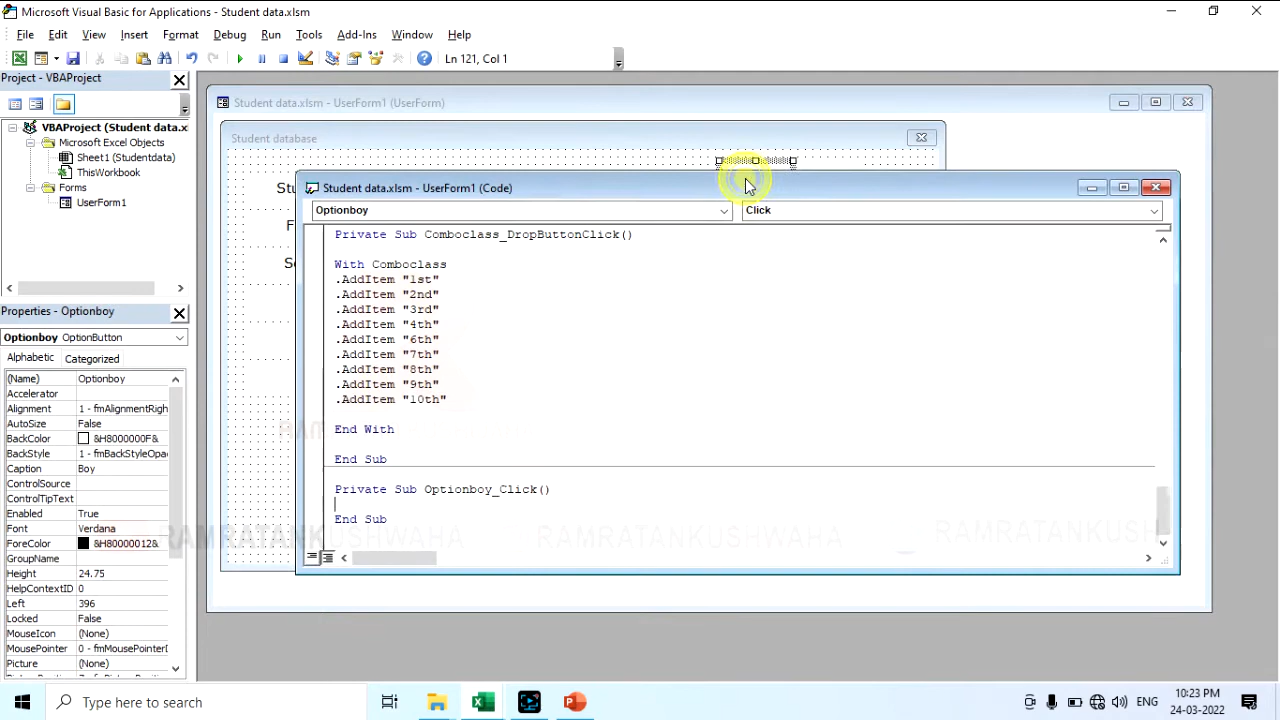 Microsoft Visual Basic for Applications - Student data.xlsm
File Edit View Insert Format Debug Run Tools Add-Ins Window Help
Ln 121, Col 1
Project - VBAProject
VBAProject (Student data.x
Microsoft Excel Objects
Sheet1 (Studentdata)
ThisWorkbook
Forms
UserForm1
Properties - Optionboy
Optionboy OptionButton
Alphabetic Categorized
(Name) Optionboy
Accelerator
Alignment 1 - fmAlignmentRigh
AutoSize False
BackColor &H8000000F&
BackStyle 1 - fmBackStyleOpa
Caption Boy
ControlSource
ControlTipText
Enabled True
Font Verdana
ForeColor &H80000012&
GroupName
Height 24.75
HelpContextID 0
Left 396
Locked False
MouseIcon (None)
MousePointer 0 - fmMousePointerD
Picture (None)
Student data.xlsm - UserForm1 (UserForm)
Student database
Student data.xlsm - UserForm1 (Code)
Optionboy Click
Private Sub Comboclass_DropButtonClick()
With Comboclass
.AddItem "1st"
.AddItem "2nd"
.AddItem "3rd"
.AddItem "4th"
.AddItem "6th"
.AddItem "7th"
.AddItem "8th"
.AddItem "9th"
.AddItem "10th"
End With
End Sub
Private Sub Optionboy_Click()
End Sub
RAMRATANKUSHWAHA RAMRATANKUSHWAHA RAMRATANKUSH
Type here to search
ENG
10:23 PM
24-03-2022